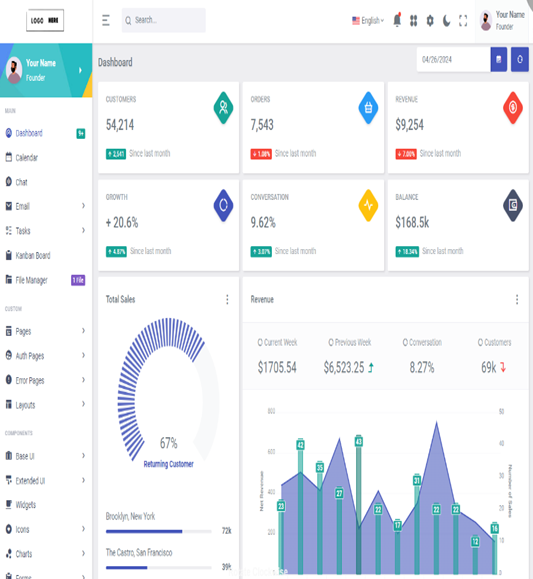 LOGO HERE
Search...
English
Your Name
Founder
Your Name
Founder
Dashboard
04/26/2024
MAIN
Dashboard
9+
Calendar
Chat
Email
Tasks
Kanban Board
File Manager
1 File
CUSTOM
Pages
Auth Pages
Error Pages
Layouts
COMPONENTS
Base UI
Extended UI
Widgets
Icons
Charts
Forms
CUSTOMERS
54,214
2,541 Since last month
ORDERS
7,543
1.08% Since last month
REVENUE
$9,254
7.00% Since last month
GROWTH
+ 20.6%
4.87% Since last month
CONVERSATION
9.62%
3.07% Since last month
BALANCE
$168.5k
18.34% Since last month
Total Sales
67%
Returning Customer
Brooklyn, New York
72k
The Castro, San Francisco
39k
Revenue
Current Week
$1705.54
Previous Week
$6,523.25
Conversation
8.27%
Customers
69k
Net Revenue
800
600
400
200
23
42
35
27
43
22
17
31
22
22
12
16
50
40
30
20
10
0
Number of Sales